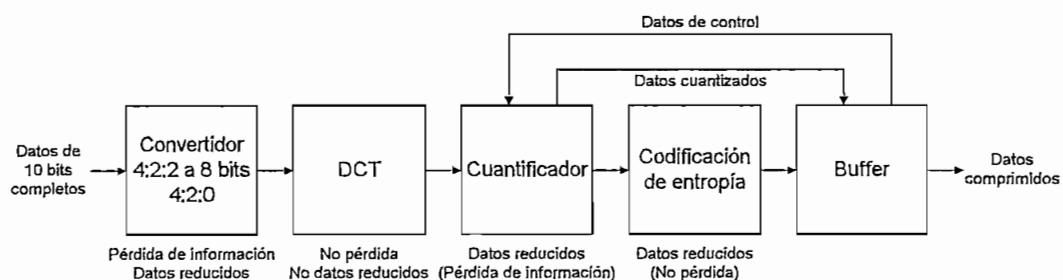 Datos de control
Datos cuantizados
Datos de
10 bits
completos
Convertidor
4:2:2 a 8 bits
4:2:0
DCT
Cuantificador
Codificación
de entropía
Buffer
Datos
comprimidos
Pérdida de información
Datos reducidos
No pérdida
No datos reducidos
Datos reducidos
(Pérdida de información)
Datos reducidos
(No pérdida)